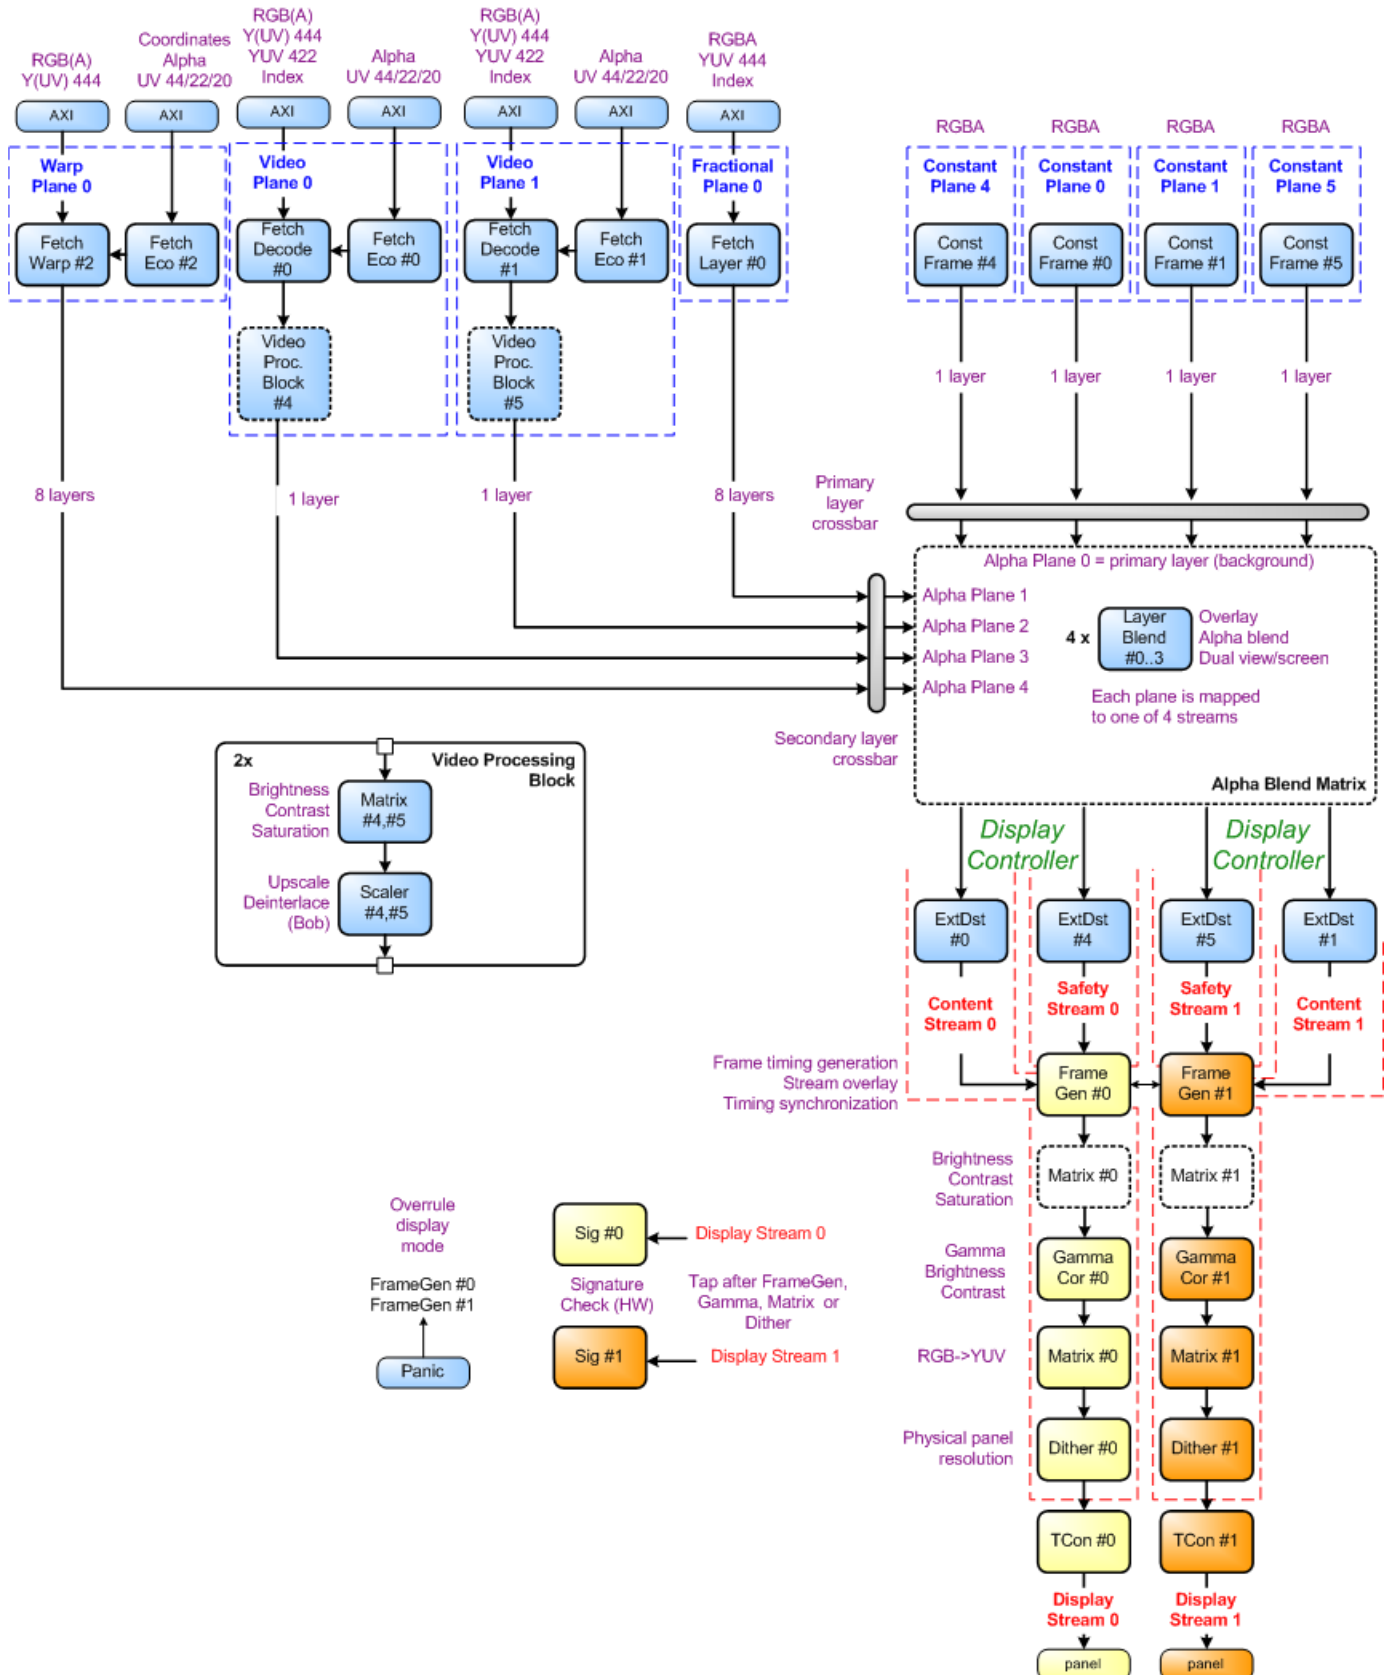 RGB(A)
Y(UV) 444
Coordinates
Alpha
UV 44/22/20
RGB(A)
Y(UV) 444
YUV 422
Index
Alpha
UV 44/22/20
RGB(A)
Y(UV) 444
YUV 422
Index
Alpha
UV 44/22/20
RGBA
YUV 444
Index
AXI
AXI
AXI
AXI
AXI
AXI
AXI
RGBA
RGBA
RGBA
RGBA
Warp
Plane 0
Video
Plane 0
Video
Plane 1
Fractional
Plane 0
Constant
Plane 4
Constant
Plane 0
Constant
Plane 1
Constant
Plane 5
Fetch
Warp #2
Fetch
Eco #2
Fetch
Decode
#0
Fetch
Eco #0
Fetch
Decode
#1
Fetch
Eco #1
Fetch
Layer #0
Const
Frame #4
Const
Frame #0
Const
Frame #1
Const
Frame #5
Video
Proc.
Block
#4
Video
Proc.
Block
#5
1 layer
1 layer
1 layer
1 layer
8 layers
1 layer
1 layer
8 layers
Primary
layer
crossbar
Alpha Plane 0 = primary layer (background)
Alpha Plane 1
Alpha Plane 2
Alpha Plane 3
Alpha Plane 4
4 x
Layer
Blend
#0..3
Overlay
Alpha blend
Dual view/screen
Each plane is mapped
to one of 4 streams
Secondary layer
crossbar
Alpha Blend Matrix
2x
Video Processing
Block
Brightness
Contrast
Saturation
Matrix
#4,#5
Upscale
Deinterlace
(Bob)
Scaler
#4,#5
Display
Controller
Display
Controller
ExtDst
#0
ExtDst
#4
ExtDst
#5
ExtDst
#1
Content
Stream 0
Safety
Stream 0
Safety
Stream 1
Content
Stream 1
Frame timing generation
Stream overlay
Timing synchronization
Frame
Gen #0
Frame
Gen #1
Brightness
Contrast
Saturation
Matrix #0
Matrix #1
Overrule
display
mode
FrameGen #0
FrameGen #1
Panic
Sig #0
Display Stream 0
Signature
Check (HW)
Tap after FrameGen,
Gamma, Matrix or
Dither
Sig #1
Display Stream 1
Gamma
Brightness
Contrast
Gamma
Cor #0
Gamma
Cor #1
RGB->YUV
Matrix #0
Matrix #1
Physical panel
resolution
Dither #0
Dither #1
TCon #0
TCon #1
Display
Stream 0
Display
Stream 1
panel
panel